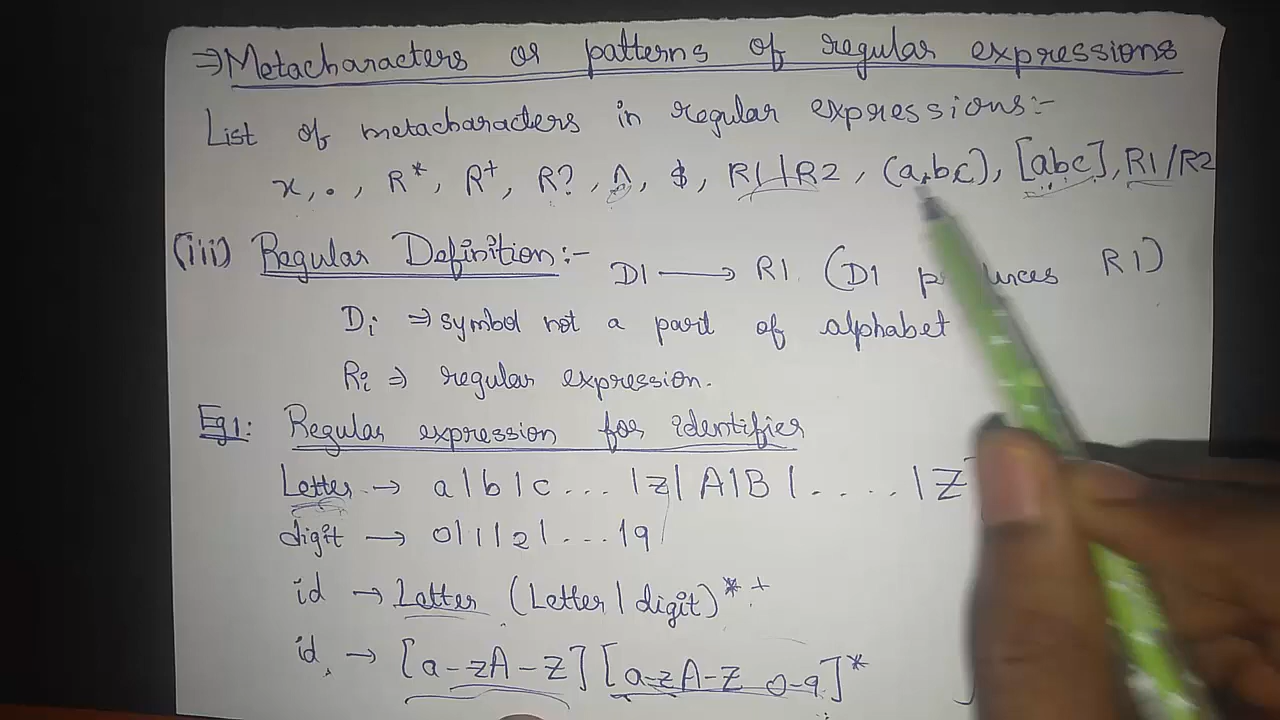 ⇒ Metacharacters or patterns of regular expressions
List of metacharacters in regular expressions:-
x, ., R*, R⁺, R?, ^, $, R1|R2, (a,bc), [abc], R1/R2
(iii) Regular Definition:- D1 → R1 (D1 R1)
Di ⇒ symbol not a part of alphabet
Ri ⇒ regular expression.
Eg1: Regular expression for identifier
Letter → a|b|c...|z|A|B|.....|Z
digit → 0|1|2|...|9|
id → Letter (Letter|digit)* +
id → [a-zA-Z][a-zA-Z 0-9]*